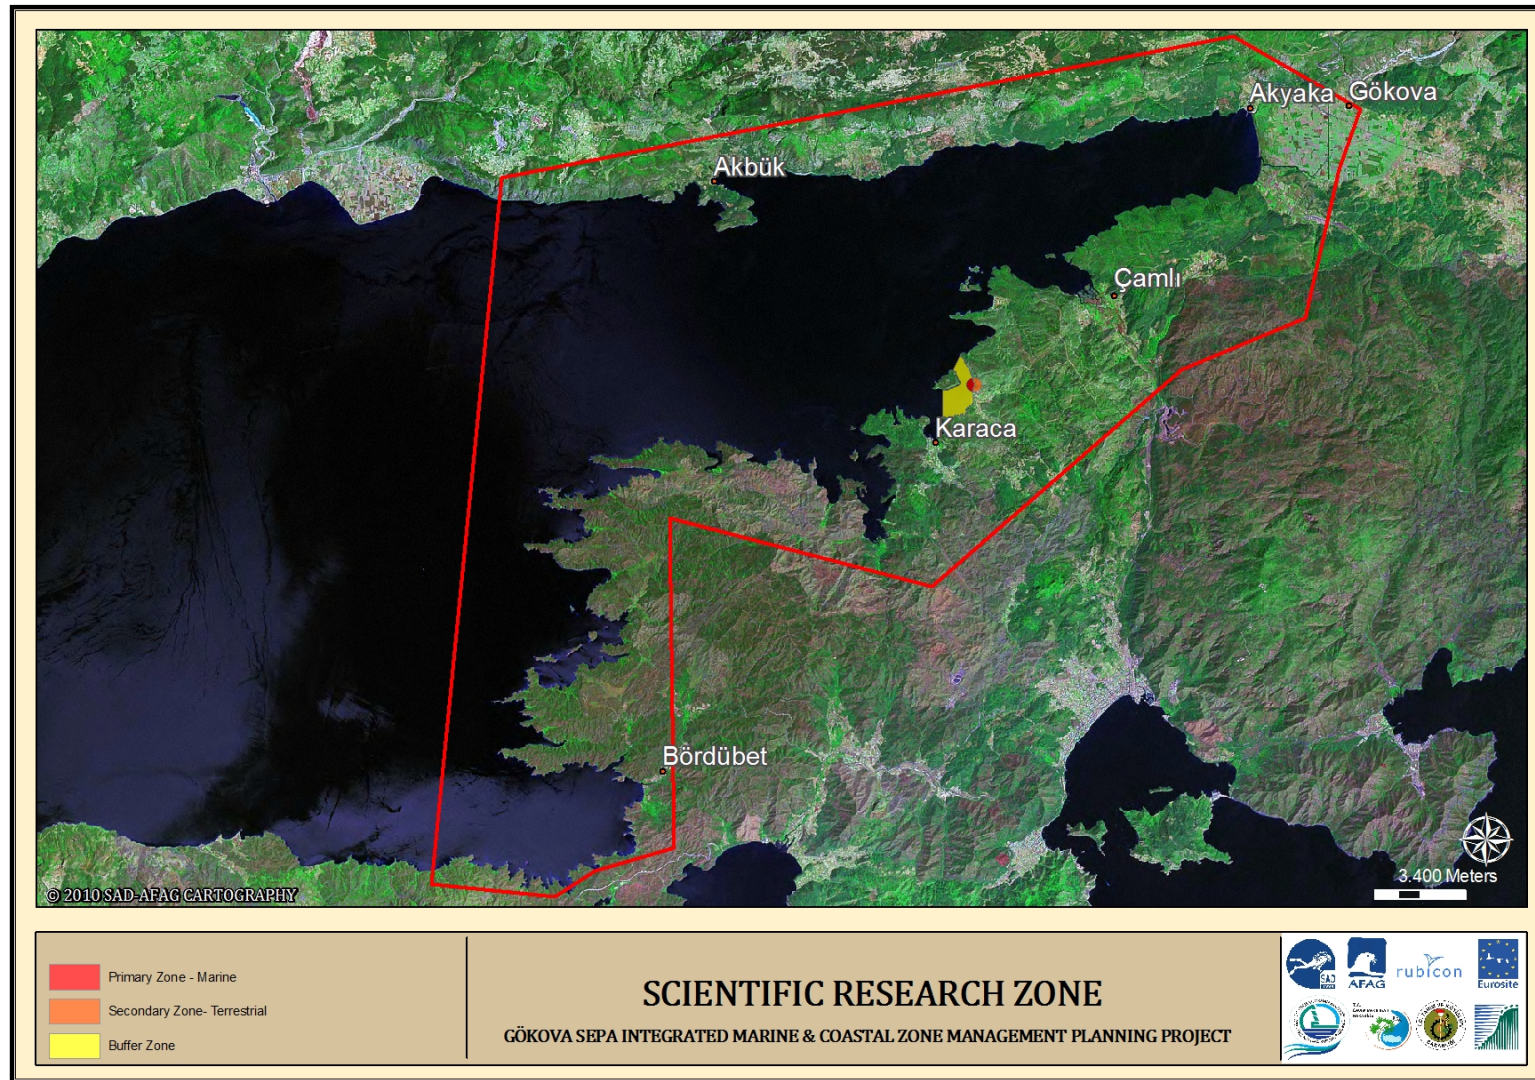 Akyaka
Gökova
Akbük
Çamlı
Karaca
Bördübet
3.400 Meters
© 2010 SAD-AFAG CARTOGRAPHY
Primary Zone - Marine
Secondary Zone- Terrestrial
Buffer Zone
SCIENTIFIC RESEARCH ZONE
GÖKOVA SEPA INTEGRATED MARINE & COASTAL ZONE MANAGEMENT PLANNING PROJECT
SAD
AFAG
rubicon
Eurosite